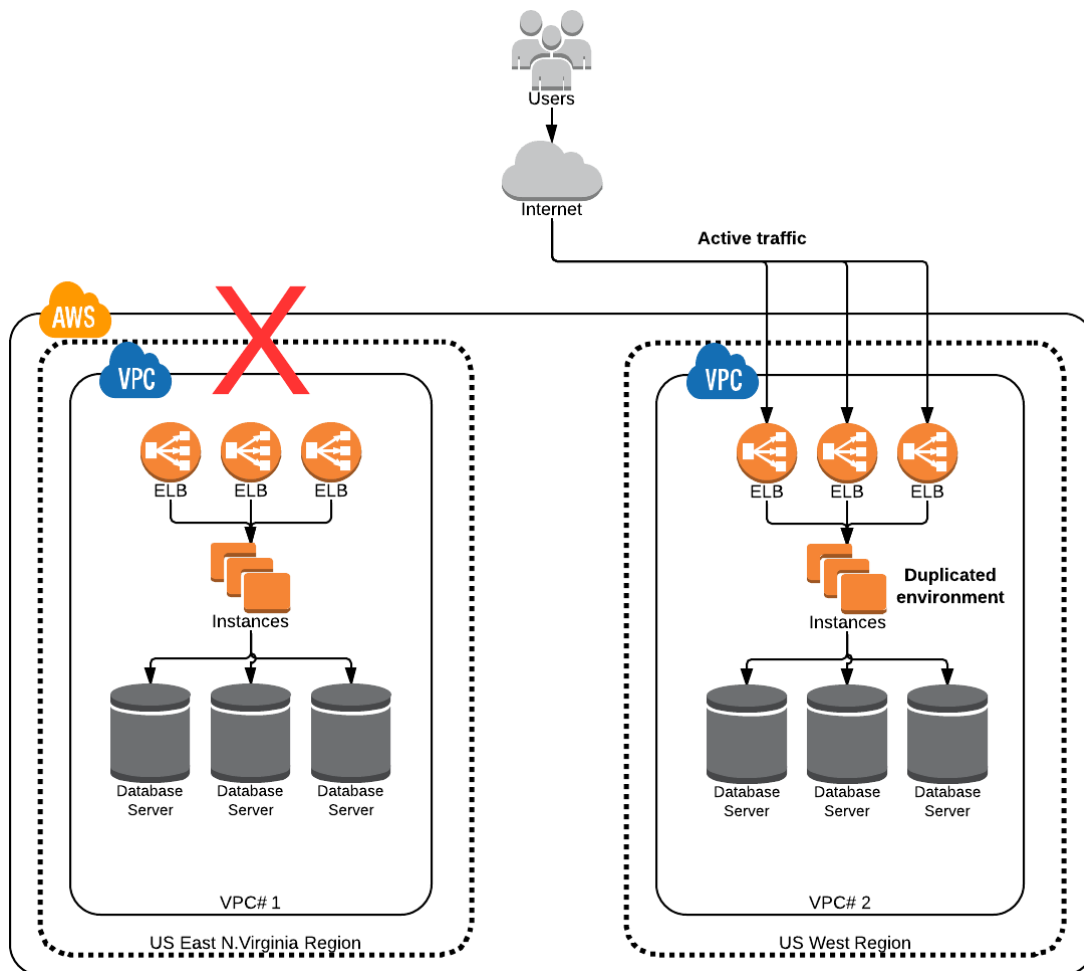 Users
Internet
Active traffic
AWS
VPC
VPC
ELB
ELB
ELB
ELB
ELB
ELB
Instances
Instances
Duplicated
environment
Database
Server
Database
Server
Database
Server
Database
Server
Database
Server
Database
Server
VPC# 1
VPC# 2
US East N.Virginia Region
US West Region